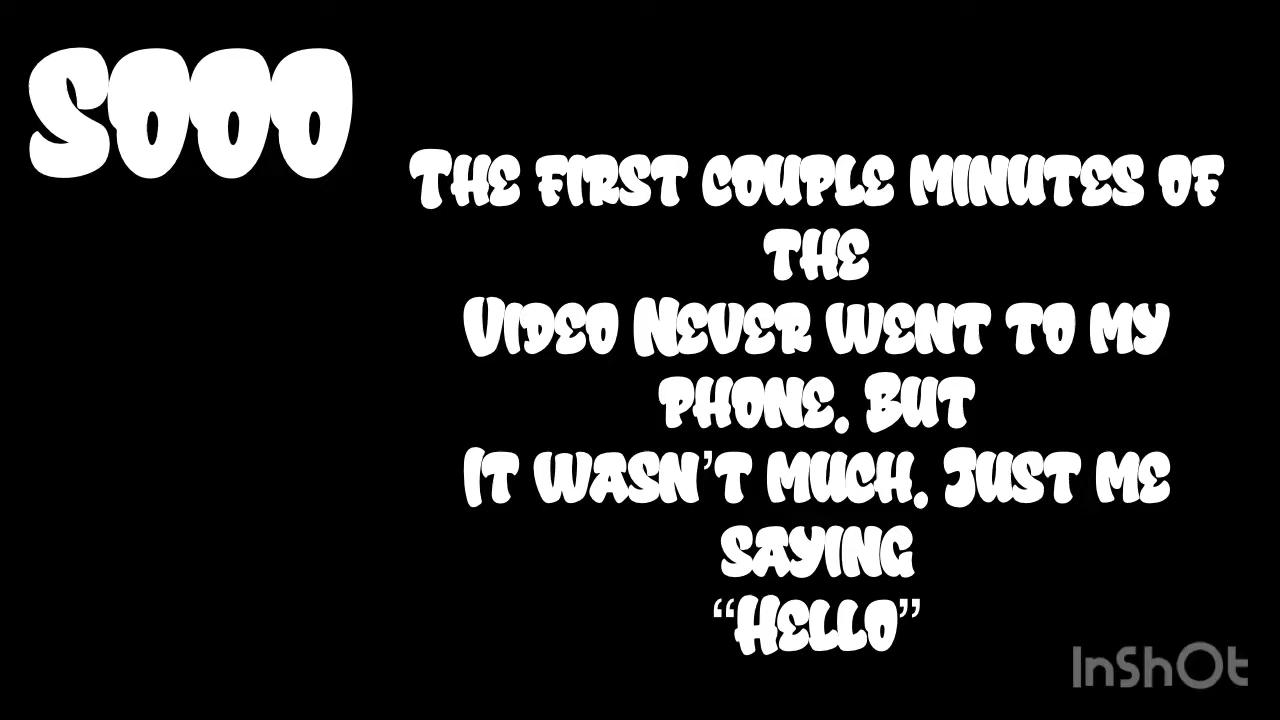 Sooo
The first couple minutes of
the
Video Never went to my
phone. But
It wasn't much. Just me
saying
“Hello”
InShOt